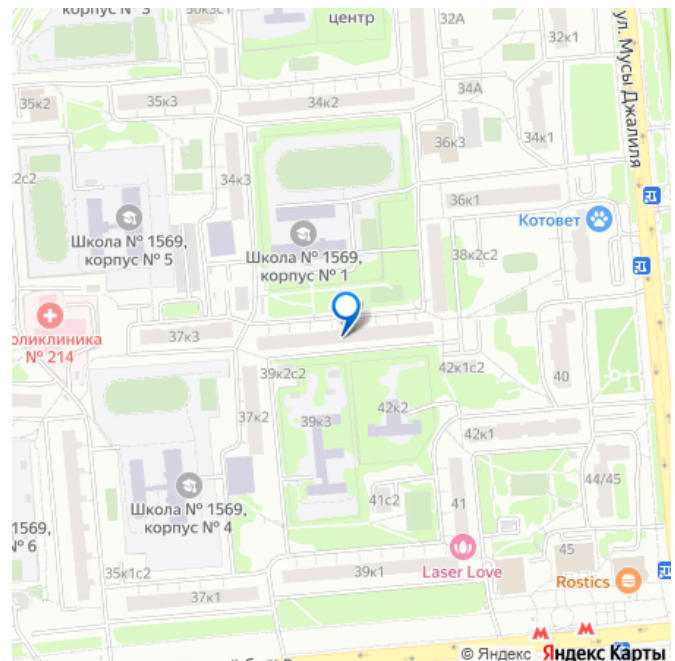 корпус № 3
50к3с1
центр
32А
32к1
ул. Мусы Джалиля
35к2
35к3
34к2
34А
34к1
36к3
2с2
34к3
36к1
Котовет
Школа № 1569,
корпус № 5
Школа № 1569,
корпус № 1
38к2с2
оликлиника
№ 214
37к3
39к2с2
42к1с2
40
37к2
39к3
42к2
42к1
44/45
Школа № 1569,
корпус № 4
41с2
41
1569,
№ 6
35к1с2
39к1
Laser Love
45
Rostics
37к1
© Яндекс Яндекс Карты